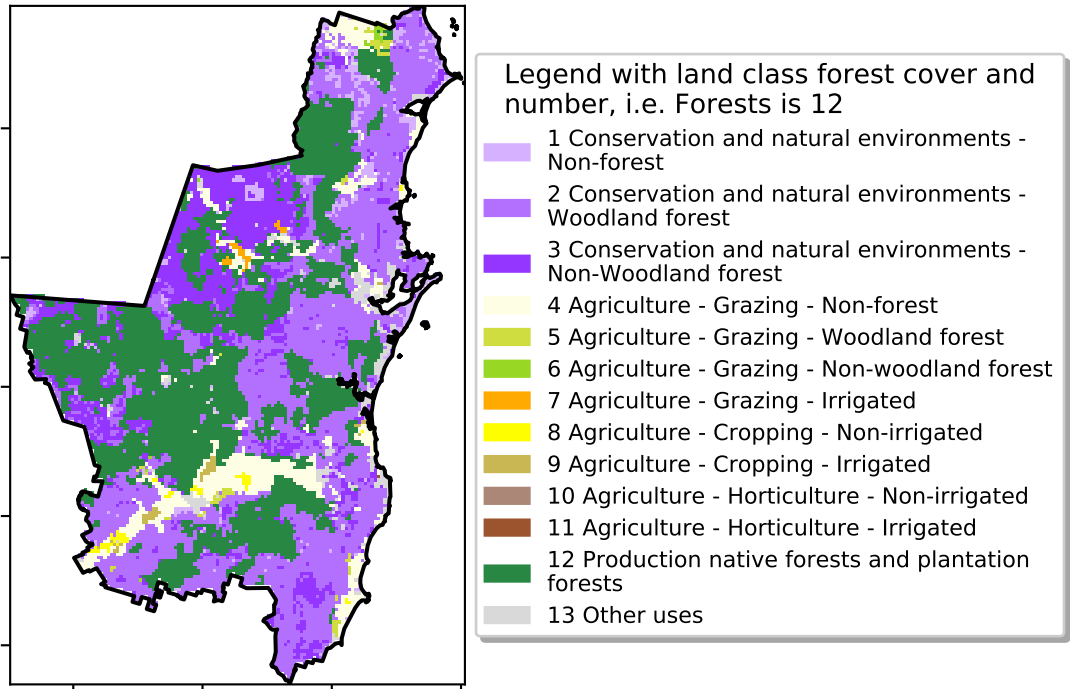 Legend with land class forest cover and
number, i.e. Forests is 12
1 Conservation and natural environments -
Non-forest
2 Conservation and natural environments -
Woodland forest
3 Conservation and natural environments -
Non-Woodland forest
4 Agriculture - Grazing - Non-forest
5 Agriculture - Grazing - Woodland forest
6 Agriculture - Grazing - Non-woodland forest
7 Agriculture - Grazing - Irrigated
8 Agriculture - Cropping - Non-irrigated
9 Agriculture - Cropping - Irrigated
10 Agriculture - Horticulture - Non-irrigated
11 Agriculture - Horticulture - Irrigated
12 Production native forests and plantation
forests
13 Other uses